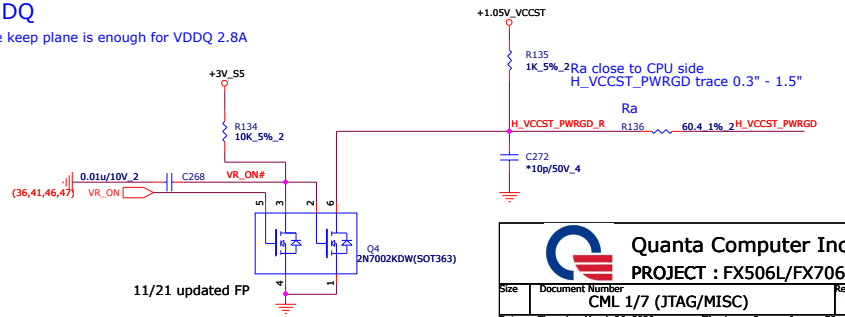 DQ
keep plane is enough for VDDQ 2.8A
+1.05V_VCCST
R135
1K_5%_2
Ra close to CPU side
H_VCCST_PWRGD trace 0.3" - 1.5"
+3V_S5
R134
10K_5%_2
Ra
H_VCCST_PWRGD_R
R136
60.4_1%_2
H_VCCST_PWRGD
C272
*10p/50V_4
0.01u/10V_2
C268
VR_ON#
(36,41,46,47)
VR_ON
5
3
2
6
Q4
2N7002KDW(SOT363)
4
1
11/21 updated FP
Quanta Computer Inc
PROJECT : FX506L/FX706
Size
Document Number
CML 1/7 (JTAG/MISC)